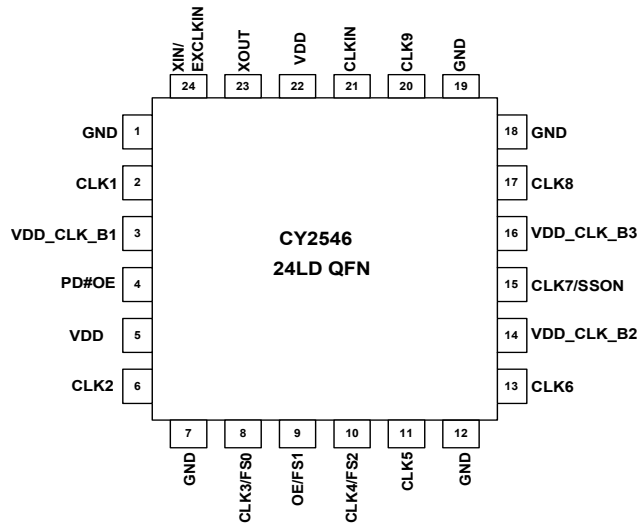 XIN/
EXCLKIN
XOUT
VDD
CLKIN
CLK9
GND
24
23
22
21
20
19
GND
1
18
GND
CLK1
2
17
CLK8
VDD_CLK_B1
3
16
VDD_CLK_B3
CY2546
24LD QFN
PD#OE
4
15
CLK7/SSON
VDD
5
14
VDD_CLK_B2
CLK2
6
13
CLK6
7
8
9
10
11
12
GND
CLK3/FS0
OE/FS1
CLK4/FS2
CLK5
GND